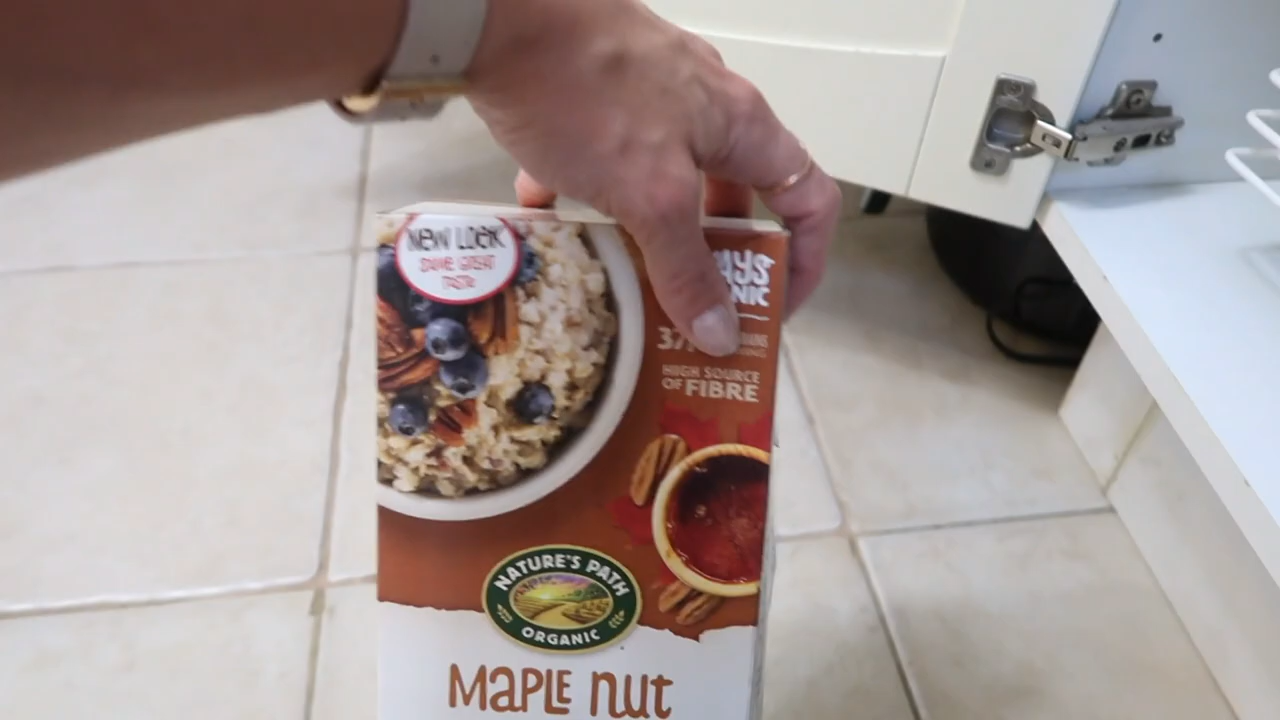 NEW LOOK
SAME GREAT
TASTE
HIGH SOURCE
OF FIBRE
NATURE'S PATH
ORGANIC
MAPLE NUT